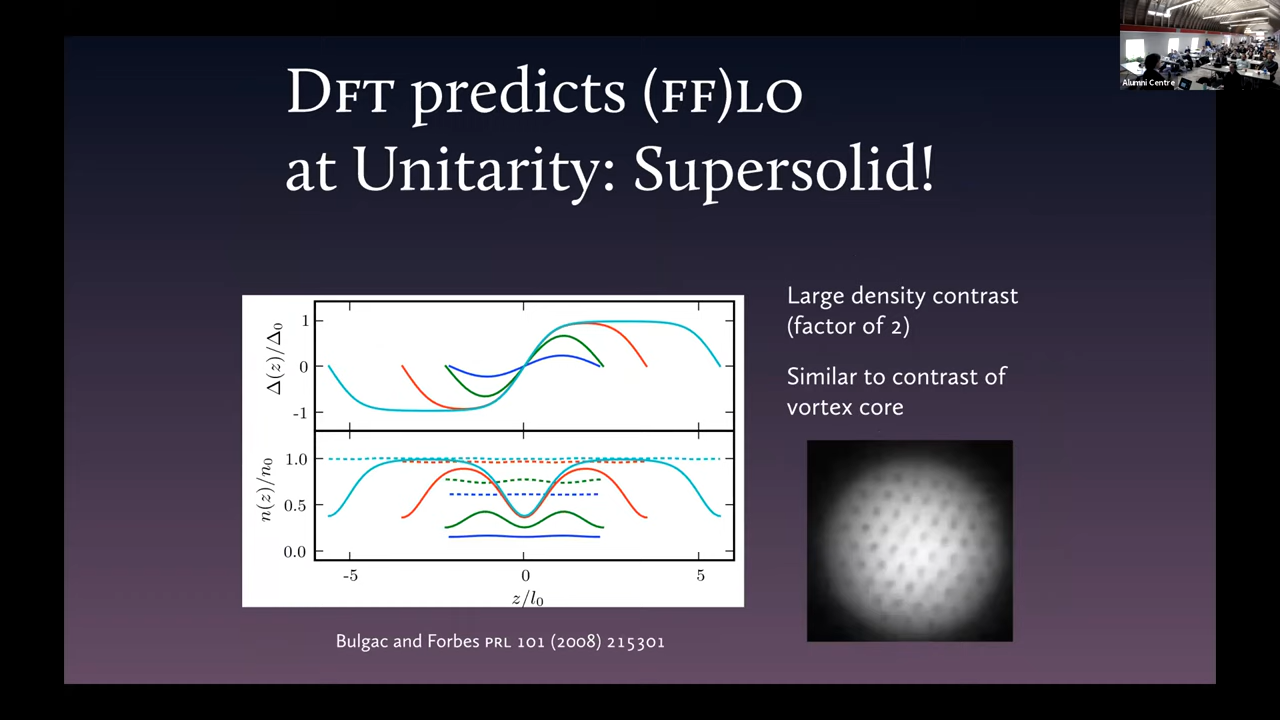 DFT predicts (FF)LO
at Unitarity: Supersolid!
Alumni Centre
Large density contrast
(factor of 2)
Similar to contrast of
vortex core
Δ(z)/Δ₀
1
0
-1
n(z)/n₀
1.0
0.5
0.0
-5
0
5
z/l₀
Bulgac and Forbes PRL 101 (2008) 215301